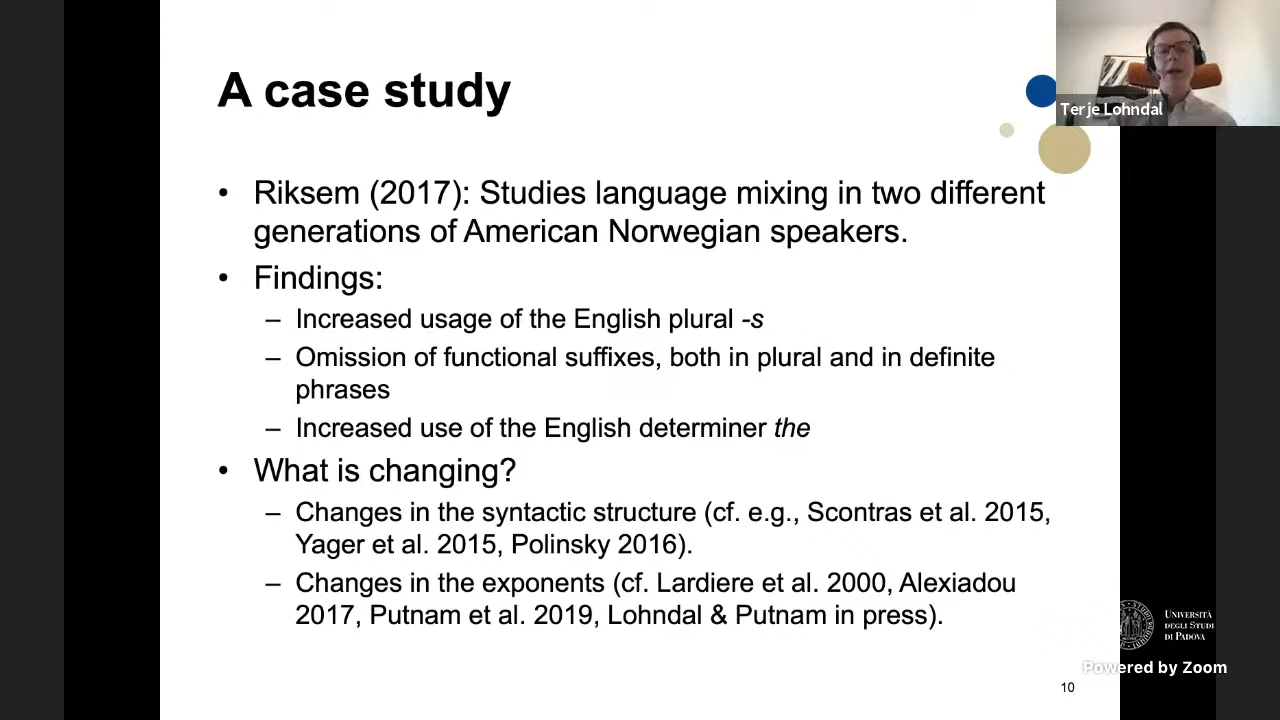 A case study
Terje Lohndal
• Riksem (2017): Studies language mixing in two different
generations of American Norwegian speakers.
• Findings:
– Increased usage of the English plural -s
– Omission of functional suffixes, both in plural and in definite
phrases
– Increased use of the English determiner the
• What is changing?
– Changes in the syntactic structure (cf. e.g., Scontras et al. 2015,
Yager et al. 2015, Polinsky 2016).
– Changes in the exponents (cf. Lardiere et al. 2000, Alexiadou
2017, Putnam et al. 2019, Lohndal & Putnam in press).
UNIVERSITÀ
DEGLI STUDI
DI PADOVA
Powered by Zoom
10